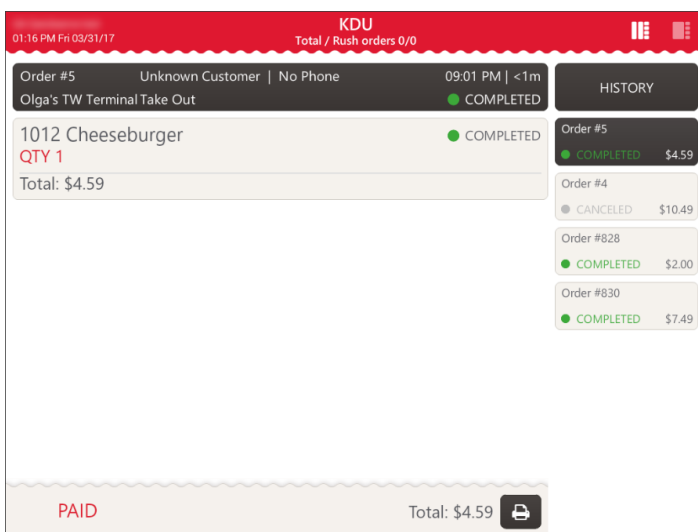 KDU
01:16 PM Fri 03/31/17
Total / Rush orders 0/0
Order #5 Unknown Customer | No Phone 09:01 PM | <1m
Olga's TW Terminal Take Out COMPLETED
1012 Cheeseburger COMPLETED
QTY 1
Total: $4.59
PAID
Total: $4.59
HISTORY
Order #5
COMPLETED $4.59
Order #4
CANCELED $10.49
Order #828
COMPLETED $2.00
Order #830
COMPLETED $7.49